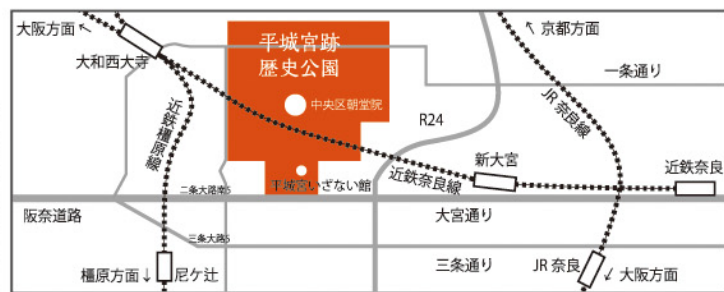 大阪方面←
大和西大寺
平城宮跡
歴史公園
中央区朝堂院
←京都方面
一条通り
JR奈良線
R24
近鉄橿原線
新大宮
近鉄奈良
近鉄奈良線
平城宮いざない館
二条大路南5
阪奈道路
大宮通り
三条大路5
三条通り
橿原方面↓
尼ケ辻
JR奈良
↙大阪方面